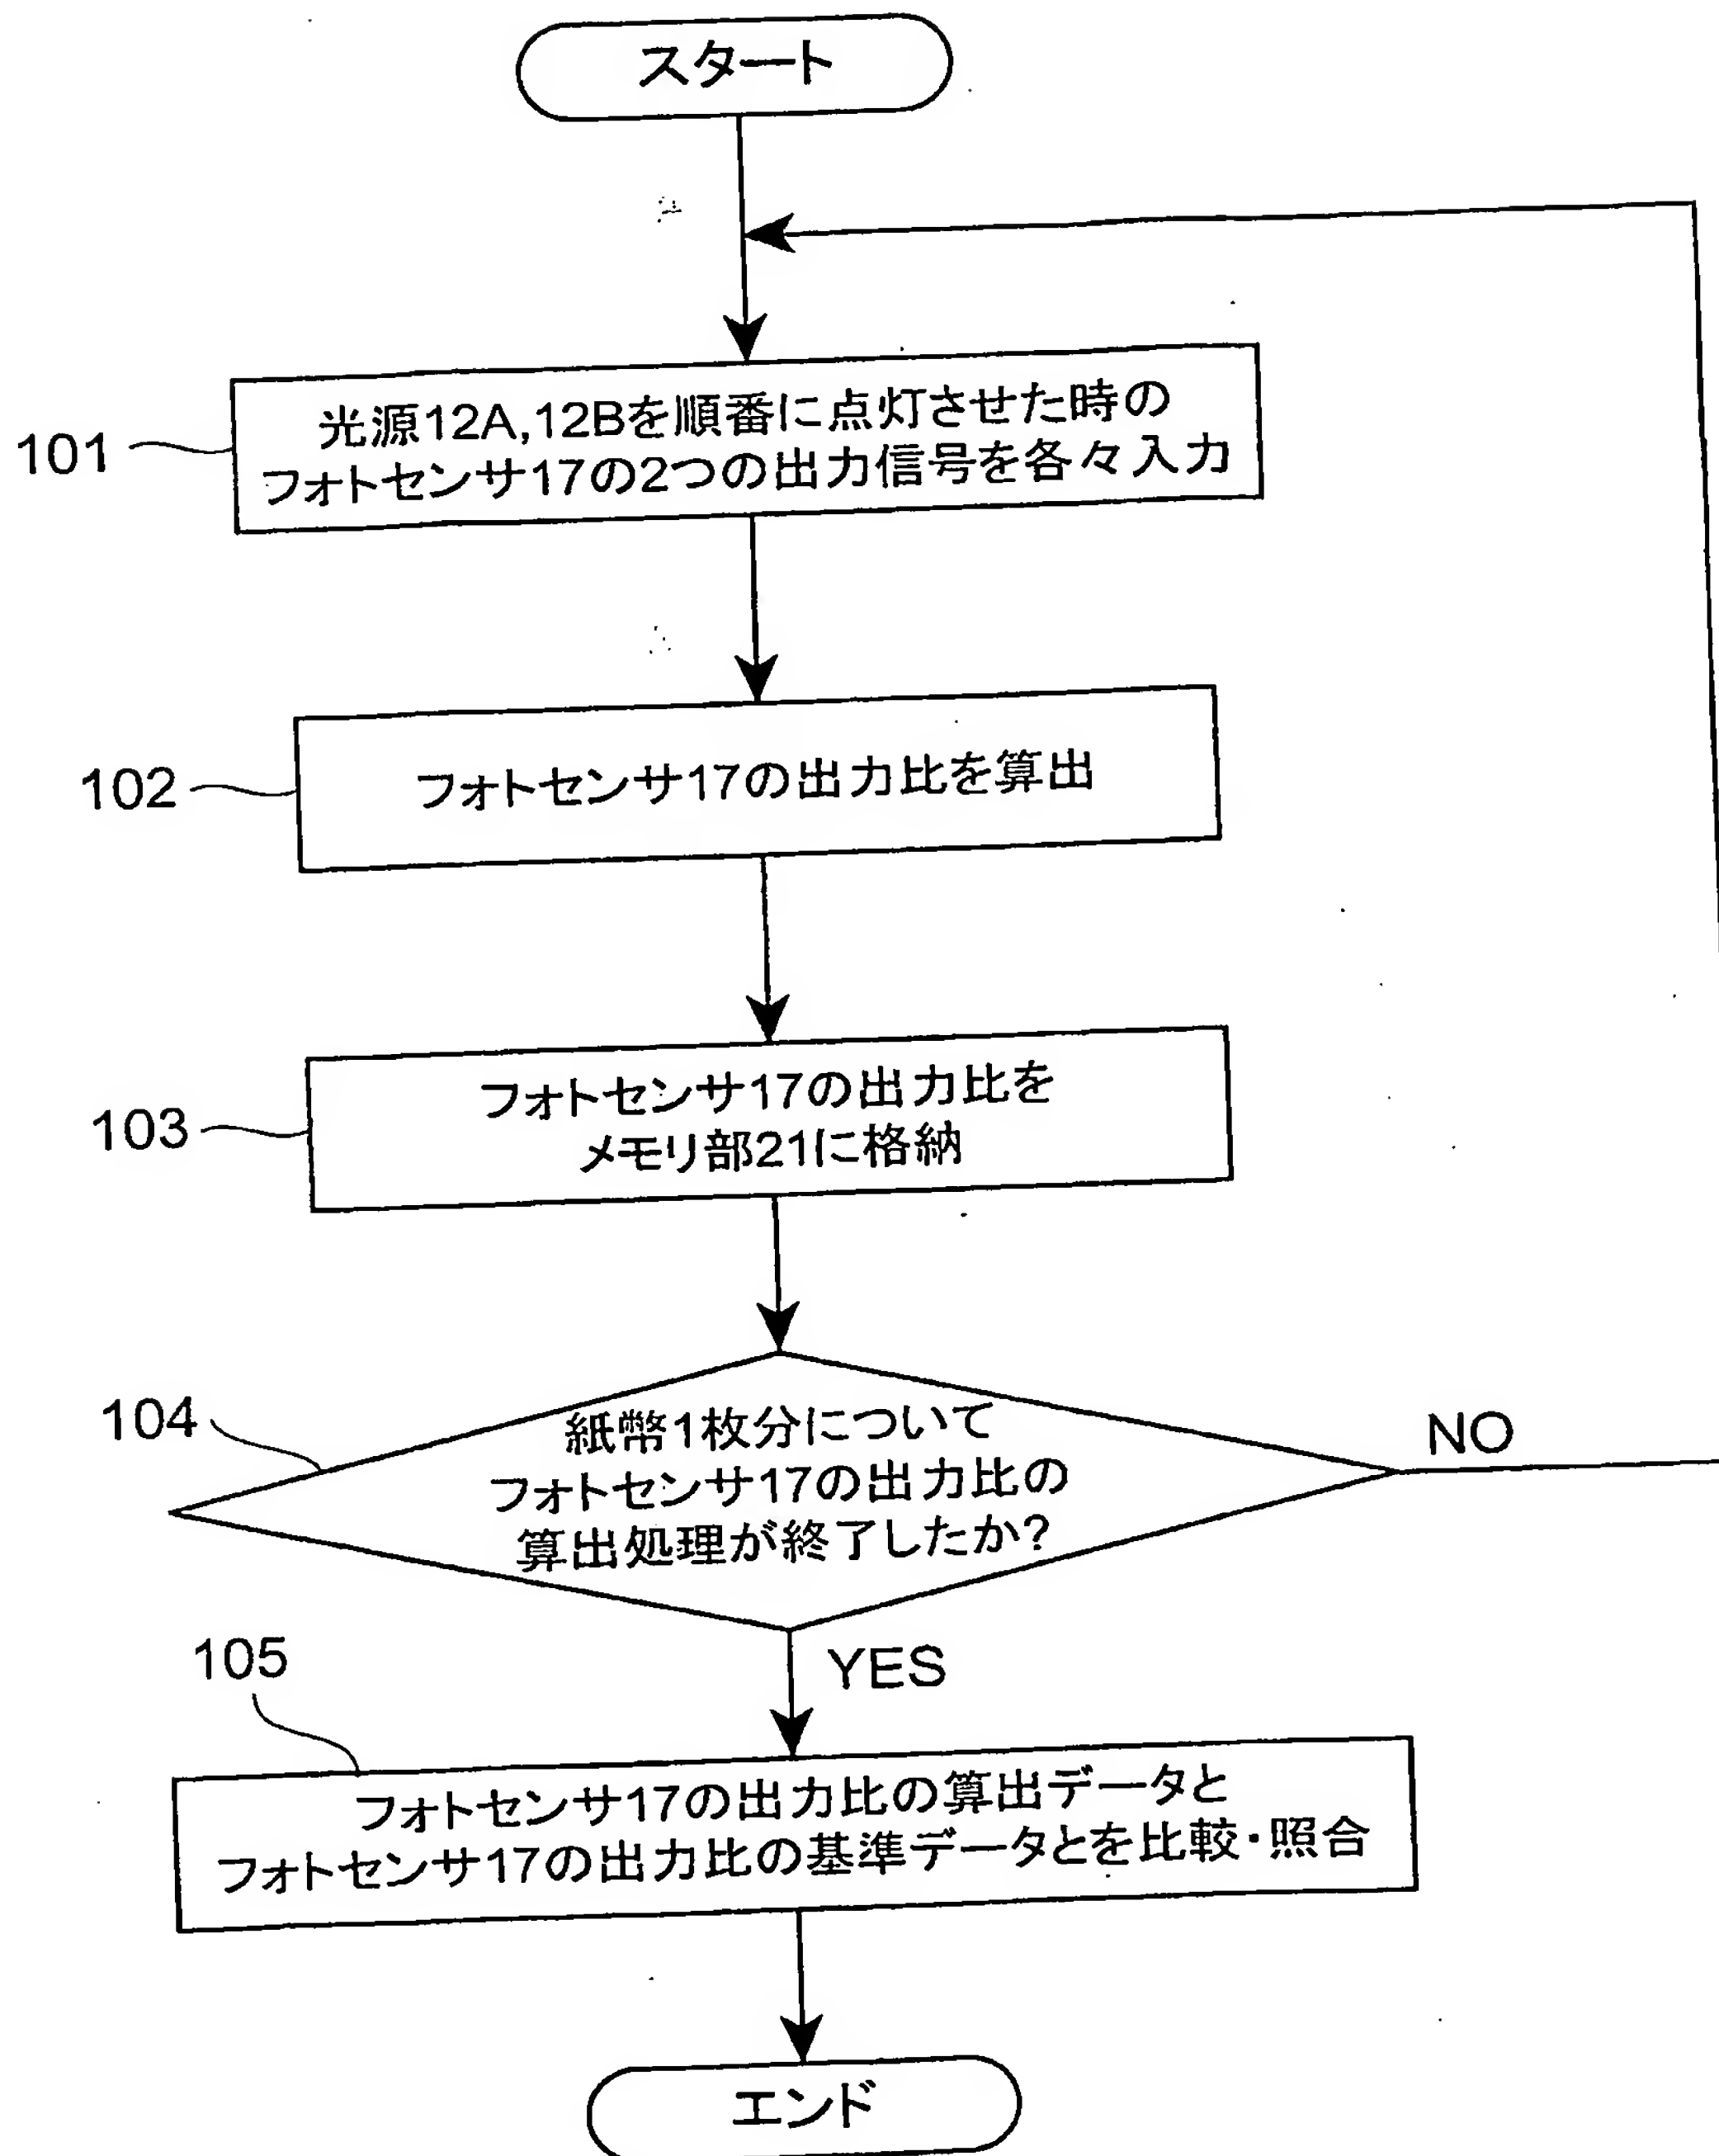 スタート
101
光源12A,12Bを順番に点灯させた時の
フォトセンサ17の2つの出力信号を各々入力
102
フォトセンサ17の出力比を算出
103
フォトセンサ17の出力比を
メモリ部21に格納
104
紙幣1枚分について
フォトセンサ17の出力比の
算出処理が終了したか?
NO
YES
105
フォトセンサ17の出力比の算出データと
フォトセンサ17の出力比の基準データとを比較・照合
エンド